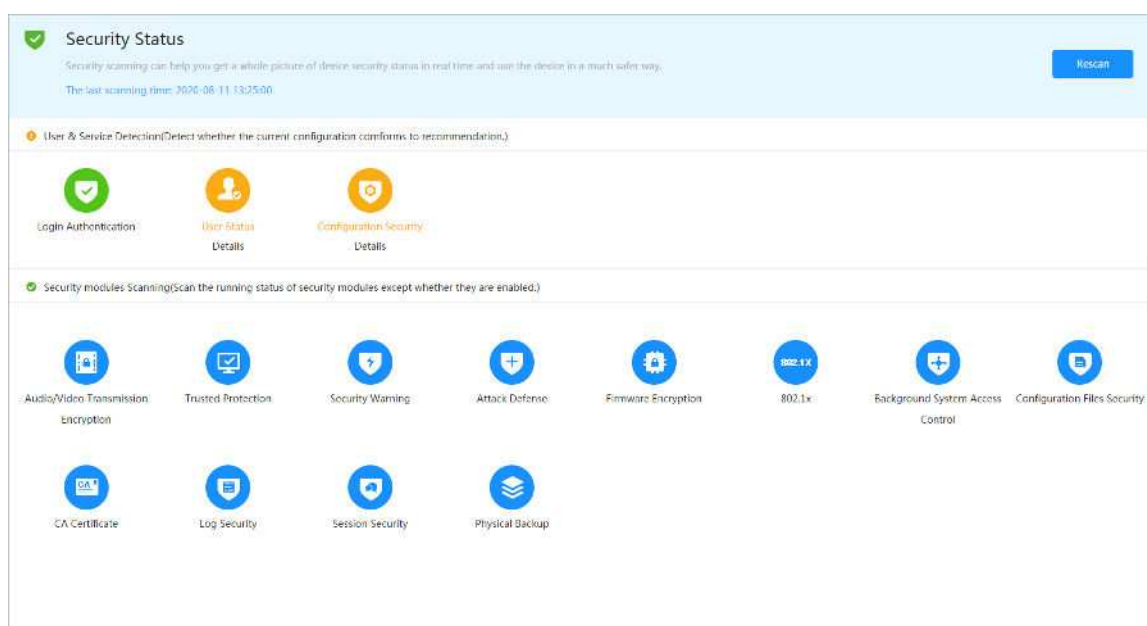 Security Status
Security scanning can help you get a whole picture of device security status in real time and use the device in a much safer way.
The last scanning time: 2020-08-11 13:25:00
Rescan
User & Service Detection(Detect whether the current configuration comforms to recommendation.)
Login Authentication
User Status
Configuration Security
Details
Details
Security modules Scanning(Scan the running status of security modules except whether they are enabled.)
802.1X
Audio/Video Transmission
Encryption
Trusted Protection
Security Warning
Attack Defense
Firmware Encryption
802.1x
Background System Access
Control
Configuration Files Security
CA
CA Certificate
Log Security
Session Security
Physical Backup